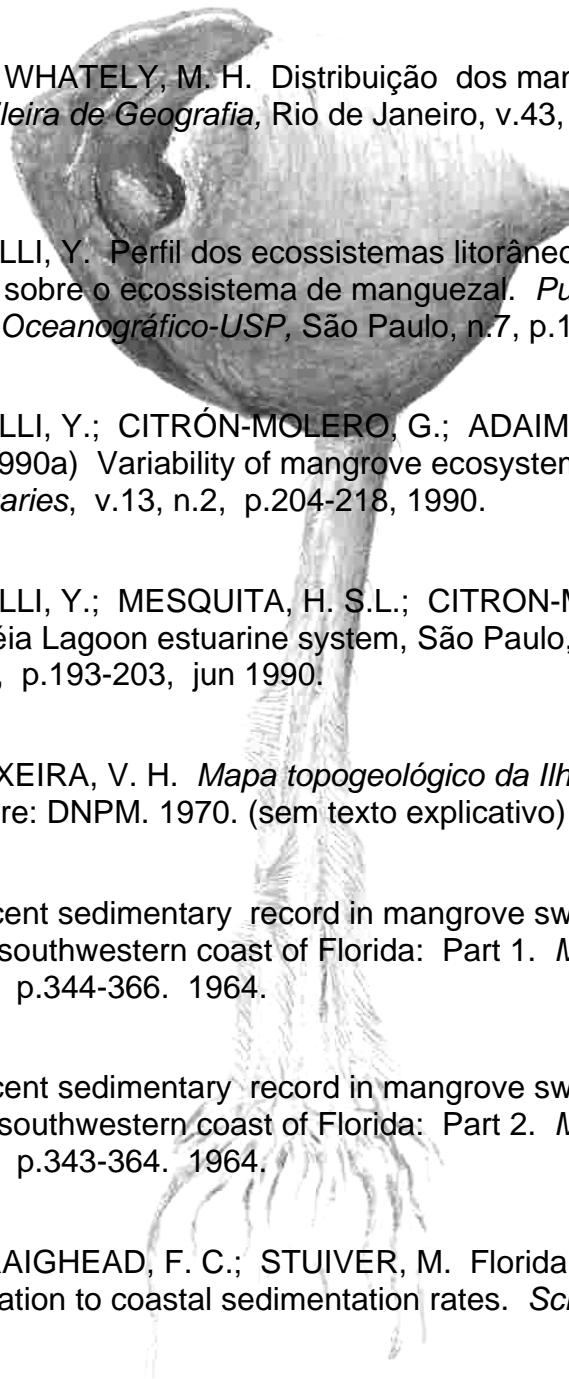 WHATELY, M. H. Distribuição dos man
leira de Geografia, Rio de Janeiro, v.43,
LLI, Y. Perfil dos ecossistemas litorâneo
sobre o ecossistema de manguezal. Pu
Oceanográfico-USP, São Paulo, n.7, p.1
LLI, Y.; CITRÓN-MOLERO, G.; ADAIM
990a) Variability of mangrove ecosystem
aries, v.13, n.2, p.204-218, 1990.
LLI, Y.; MESQUITA, H. S.L.; CITRON-M
éia Lagoon estuarine system, São Paulo,
, p.193-203, jun 1990.
XEIRA, V. H. Mapa topogeológico da Ilh
re: DNPM. 1970. (sem texto explicativo)
cent sedimentary record in mangrove sw
southwestern coast of Florida: Part 1. M
p.344-366. 1964.
cent sedimentary record in mangrove sw
southwestern coast of Florida: Part 2. M
p.343-364. 1964.
AIGHEAD, F. C.; STUIVER, M. Florida
ation to coastal sedimentation rates. Sci